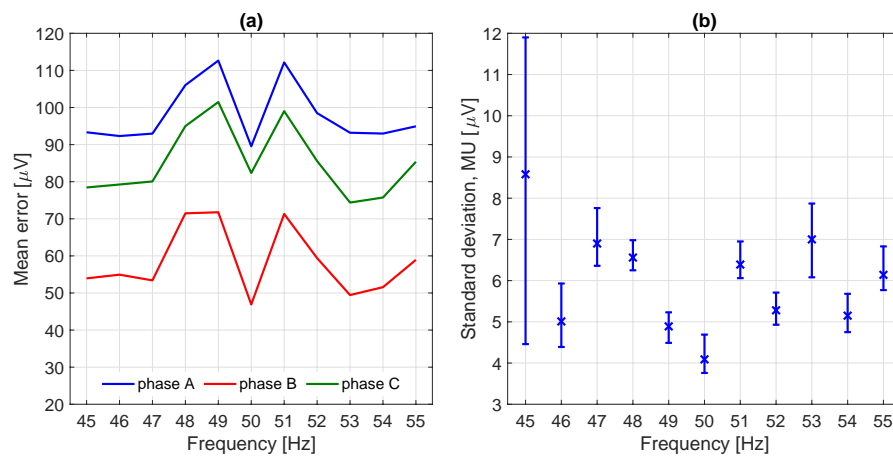 (a)
Mean error [μV]
120
110
100
90
80
70
60
50
40
30
20
phase A phase B phase C
45 46 47 48 49 50 51 52 53 54 55
Frequency [Hz]
(b)
Standard deviation, MU [μV]
12
11
10
9
8
7
6
5
4
3
45 46 47 48 49 50 51 52 53 54 55
Frequency [Hz]